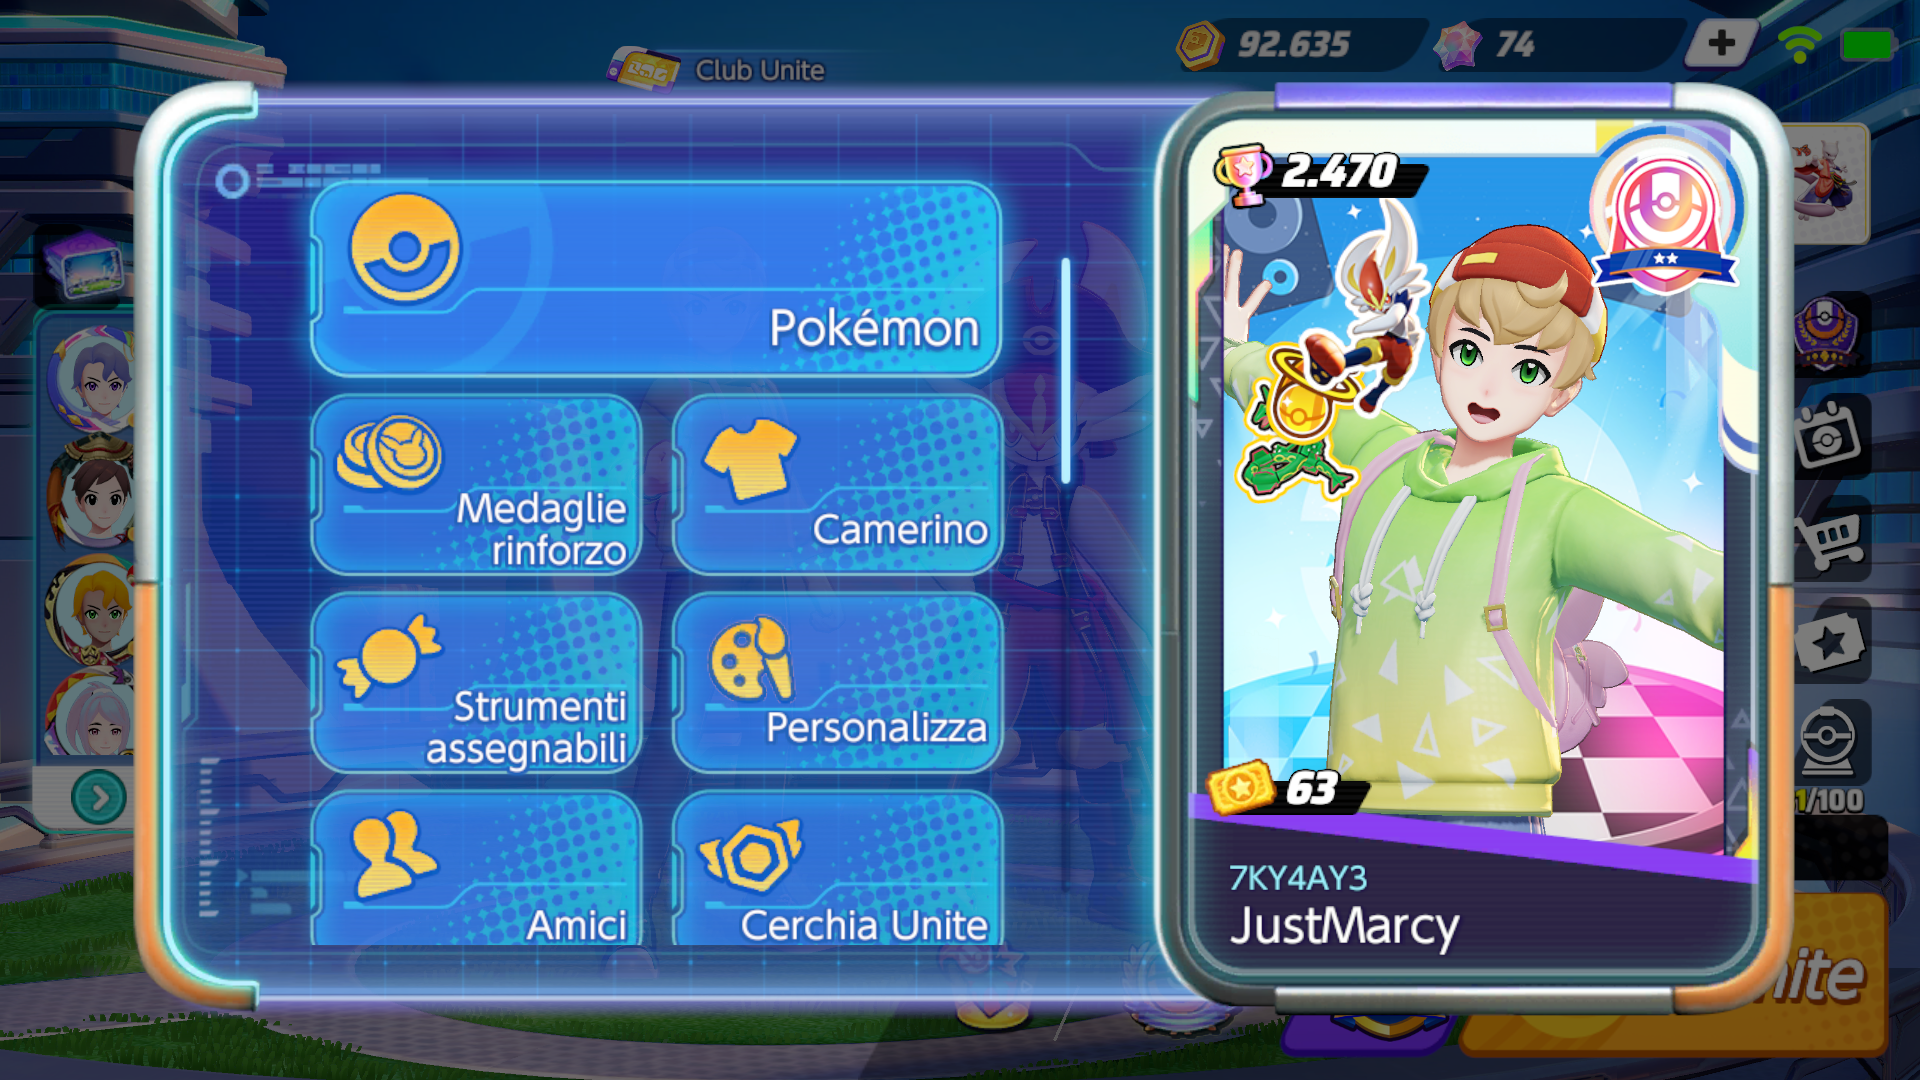 Club Unite
92.635
74
2.470
Pokémon
Medaglie
rinforzo
Camerino
Strumenti
assegnabili
Personalizza
Amici
Cerchia Unite
63
7KY4AY3
JustMarcy
1/100
nite